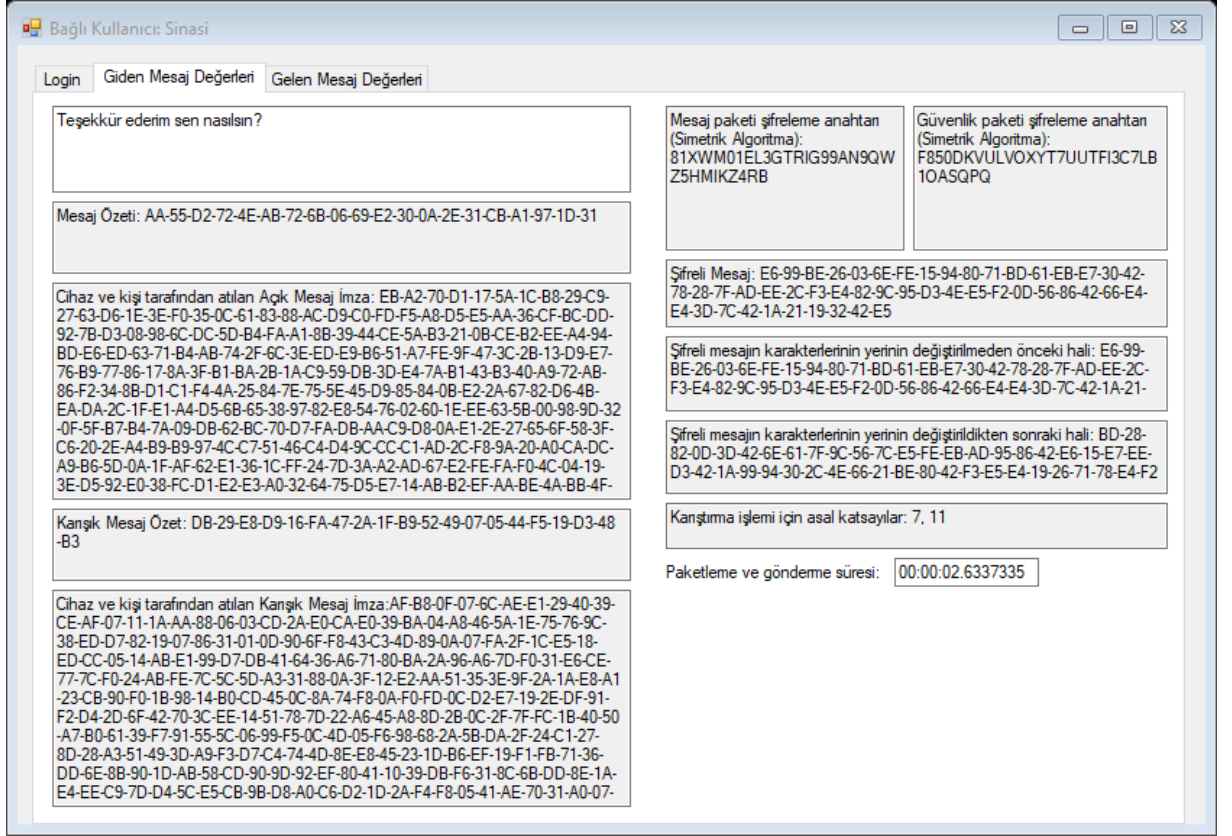 Bağlı Kullanıcı: Sinasi
Login
Giden Mesaj Değerleri
Gelen Mesaj Değerleri
Teşekkür ederim sen nasılsın?
Mesaj Özeti: AA-55-D2-72-4E-AB-72-6B-06-69-E2-30-0A-2E-31-CB-A1-97-1D-31
Cihaz ve kişi tarafından atılan Açık Mesaj İmza: EB-A2-70-D1-17-5A-1C-B8-29-C9-
27-63-D6-1E-3E-F0-35-0C-61-83-88-AC-D9-C0-FD-F5-A8-D5-E5-AA-36-CF-BC-DD-
92-7B-D3-08-98-6C-DC-5D-B4-FA-A1-8B-39-44-CE-5A-B3-21-0B-CE-B2-EE-A4-94-
BD-E6-ED-63-71-B4-AB-74-2F-6C-3E-ED-E9-B6-51-A7-FE-9F-47-3C-2B-13-D9-E7-
76-B9-77-86-17-8A-3F-B1-BA-2B-1A-C9-59-DB-3D-E4-7A-B1-43-B3-40-A9-72-AB-
86-F2-34-8B-D1-C1-F4-4A-25-84-7E-75-5E-45-D9-85-84-0B-E2-2A-67-82-D6-4B-
EA-DA-2C-1F-E1-A4-D5-6B-65-38-97-82-E8-54-76-02-60-1E-EE-63-5B-00-98-9D-32
-0F-5F-B7-B4-7A-09-DB-62-BC-70-D7-FA-DB-AA-C9-D8-0A-E1-2E-27-65-6F-58-3F-
C6-20-2E-A4-B9-B9-97-4C-C7-51-46-C4-D4-9C-CC-C1-AD-2C-F8-9A-20-A0-CA-DC-
A9-B6-5D-0A-1F-AF-62-E1-36-1C-FF-24-7D-3A-A2-AD-67-E2-FE-FA-F0-4C-04-19-
3E-D5-92-E0-38-FC-D1-E2-E3-A0-32-64-75-D5-E7-14-AB-B2-EF-AA-BE-4A-BB-4F-
Karışık Mesaj Özet: DB-29-E8-D9-16-FA-47-2A-1F-B9-52-49-07-05-44-F5-19-D3-48
-B3
Cihaz ve kişi tarafından atılan Karışık Mesaj İmza:AF-B8-0F-07-6C-AE-E1-29-40-39-
CE-AF-07-11-1A-AA-88-06-03-CD-2A-E0-CA-E0-39-BA-04-A8-46-5A-1E-75-76-9C-
38-ED-D7-82-19-07-86-31-01-0D-90-6F-F8-43-C3-4D-89-0A-07-FA-2F-1C-E5-18-
ED-CC-05-14-AB-E1-99-D7-DB-41-64-36-A6-71-80-BA-2A-96-A6-7D-F0-31-E6-CE-
77-7C-F0-24-AB-FE-7C-5C-5D-A3-31-88-0A-3F-12-E2-AA-51-35-3E-9F-2A-1A-E8-A1
-23-CB-90-F0-1B-98-14-B0-CD-45-0C-8A-74-F8-0A-F0-FD-0C-D2-E7-19-2E-DF-91-
F2-D4-2D-6F-42-70-3C-EE-14-51-78-7D-22-A6-45-A8-8D-2B-0C-2F-7F-FC-1B-40-50
-A7-B0-61-39-F7-91-55-5C-06-99-F5-0C-4D-05-F6-98-68-2A-5B-DA-2F-24-C1-27-
8D-28-A3-51-49-3D-A9-F3-D7-C4-74-4D-8E-E8-45-23-1D-B6-EF-19-F1-FB-71-36-
DD-6E-8B-90-1D-AB-58-CD-90-9D-92-EF-80-41-10-39-DB-F6-31-8C-6B-DD-8E-1A-
E4-EE-C9-7D-D4-5C-E5-CB-9B-D8-A0-C6-D2-1D-2A-F4-F8-05-41-AE-70-31-A0-07-
Mesaj paketi şifreleme anahtarı
(Simetrik Algoritma):
81XWM01EL3GTRIG99AN9QW
Z5HMIKZ4RB
Güvenlik paketi şifreleme anahtarı
(Simetrik Algoritma):
F850DKVULVOXYT7UUTFI3C7LB
1OASQPQ
Şifreli Mesaj: E6-99-BE-26-03-6E-FE-15-94-80-71-BD-61-EB-E7-30-42-
78-28-7F-AD-EE-2C-F3-E4-82-9C-95-D3-4E-E5-F2-0D-56-86-42-66-E4-
E4-3D-7C-42-1A-21-19-32-42-E5
Şifreli mesajın karakterlerinin yerinin değiştirilmeden önceki hali: E6-99-
BE-26-03-6E-FE-15-94-80-71-BD-61-EB-E7-30-42-78-28-7F-AD-EE-2C-
F3-E4-82-9C-95-D3-4E-E5-F2-0D-56-86-42-66-E4-E4-3D-7C-42-1A-21-
Şifreli mesajın karakterlerinin yerinin değiştirildikten sonraki hali: BD-28-
82-0D-3D-42-6E-61-7F-9C-56-7C-E5-FE-EB-AD-95-86-42-E6-15-E7-EE-
D3-42-1A-99-94-30-2C-4E-66-21-BE-80-42-F3-E5-E4-19-26-71-78-E4-F2
Karıştırma işlemi için asal katsayılar: 7, 11
Paketleme ve gönderme süresi:
00:00:02.6337335